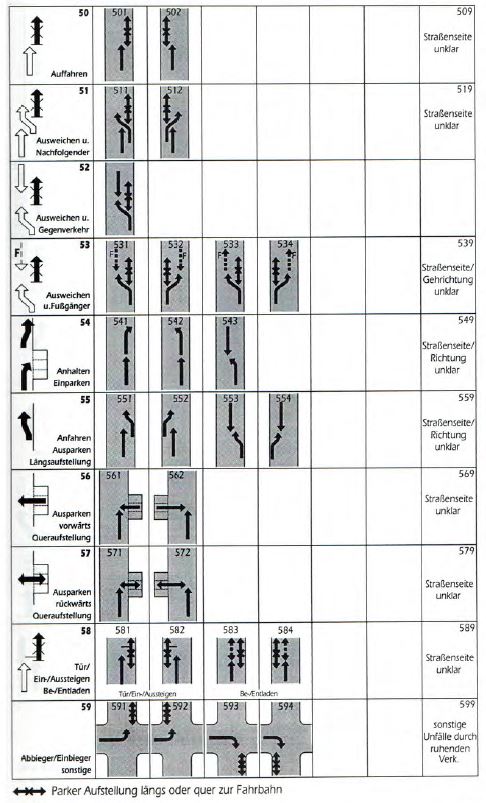 50 501 502 509
Straßenseite
unklar
Auffahren
51 511 512 519
Straßenseite
unklar
Ausweichen u.
Nachfolgender
52
Ausweichen u.
Gegenverkehr
53 531 532 533 534 539
F F F F F
Straßenseite/
Gehrichtung
unklar
Ausweichen
u.Fußgänger
54 541 542 543 549
Straßenseite/
Richtung
unklar
Anhalten
Einparken
55 551 552 553 554 559
Straßenseite/
Richtung
unklar
Anfahren
Ausparken
Längsaufstellung
56 561 562 569
Straßenseite
unklar
Ausparken
vorwärts
Queraufstellung
57 571 572 579
Straßenseite
unklar
Ausparken
rückwärts
Queraufstellung
58 581 582 583 584 589
Straßenseite
unklar
Tür/
Ein-/Aussteigen
Be-/Entladen
Tür/Ein-/Aussteigen Be-/Entladen
59 591 592 593 594 599
sonstige
Unfälle durch
ruhenden
Verk.
Abbieger/Einbieger
sonstige
Parker Aufstellung längs oder quer zur Fahrbahn